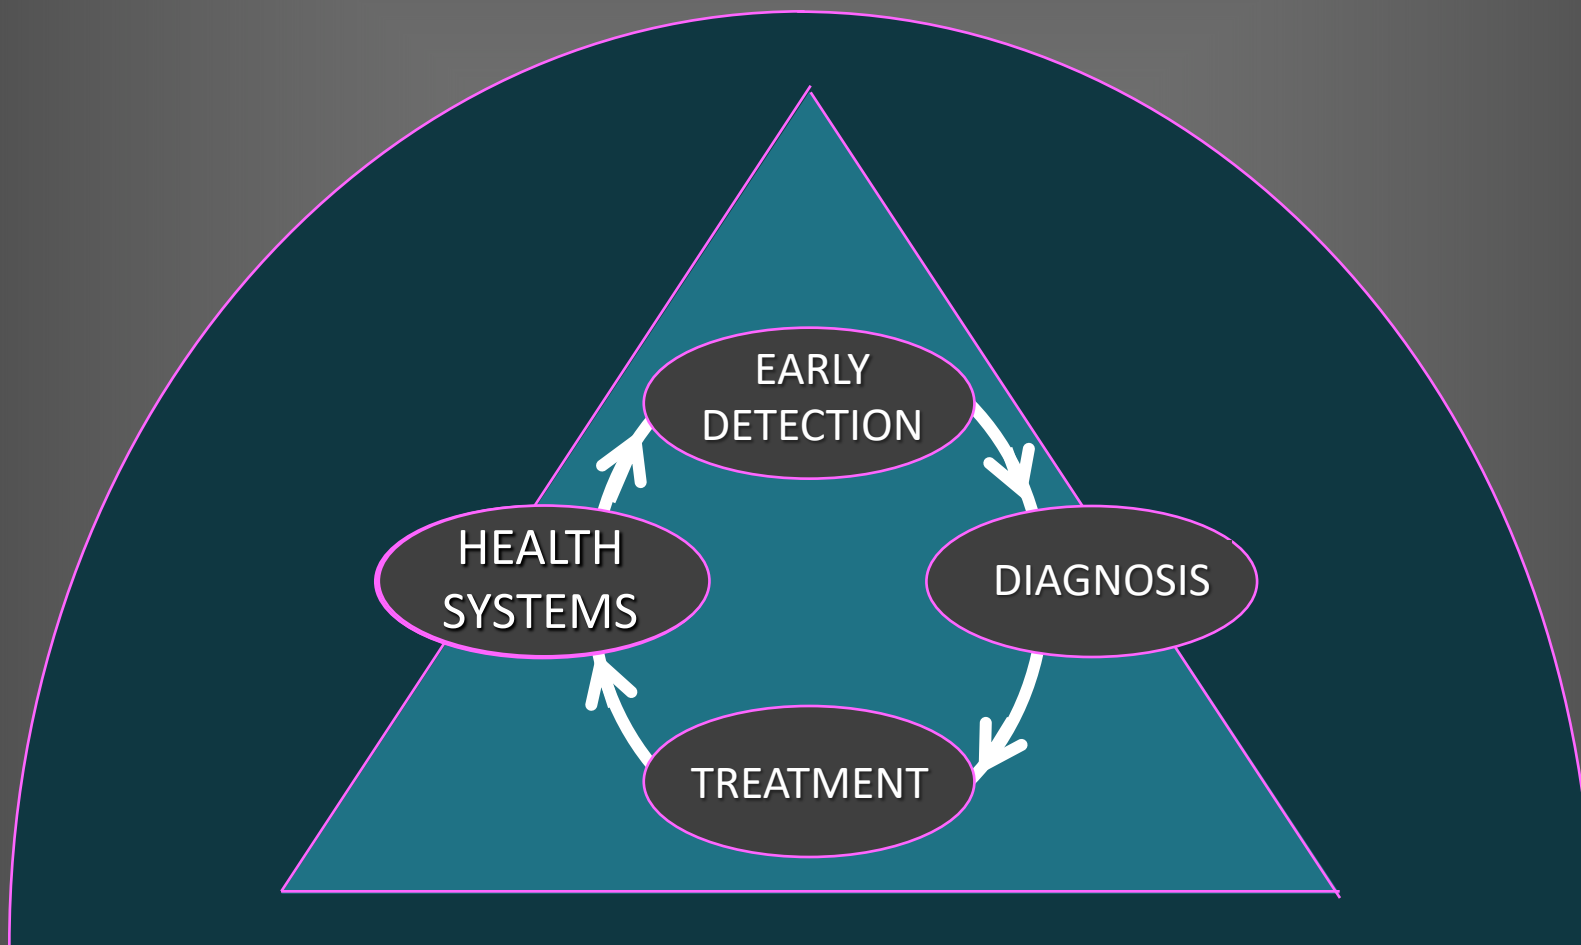 EARLY
DETECTION
HEALTH
SYSTEMS
DIAGNOSIS
TREATMENT